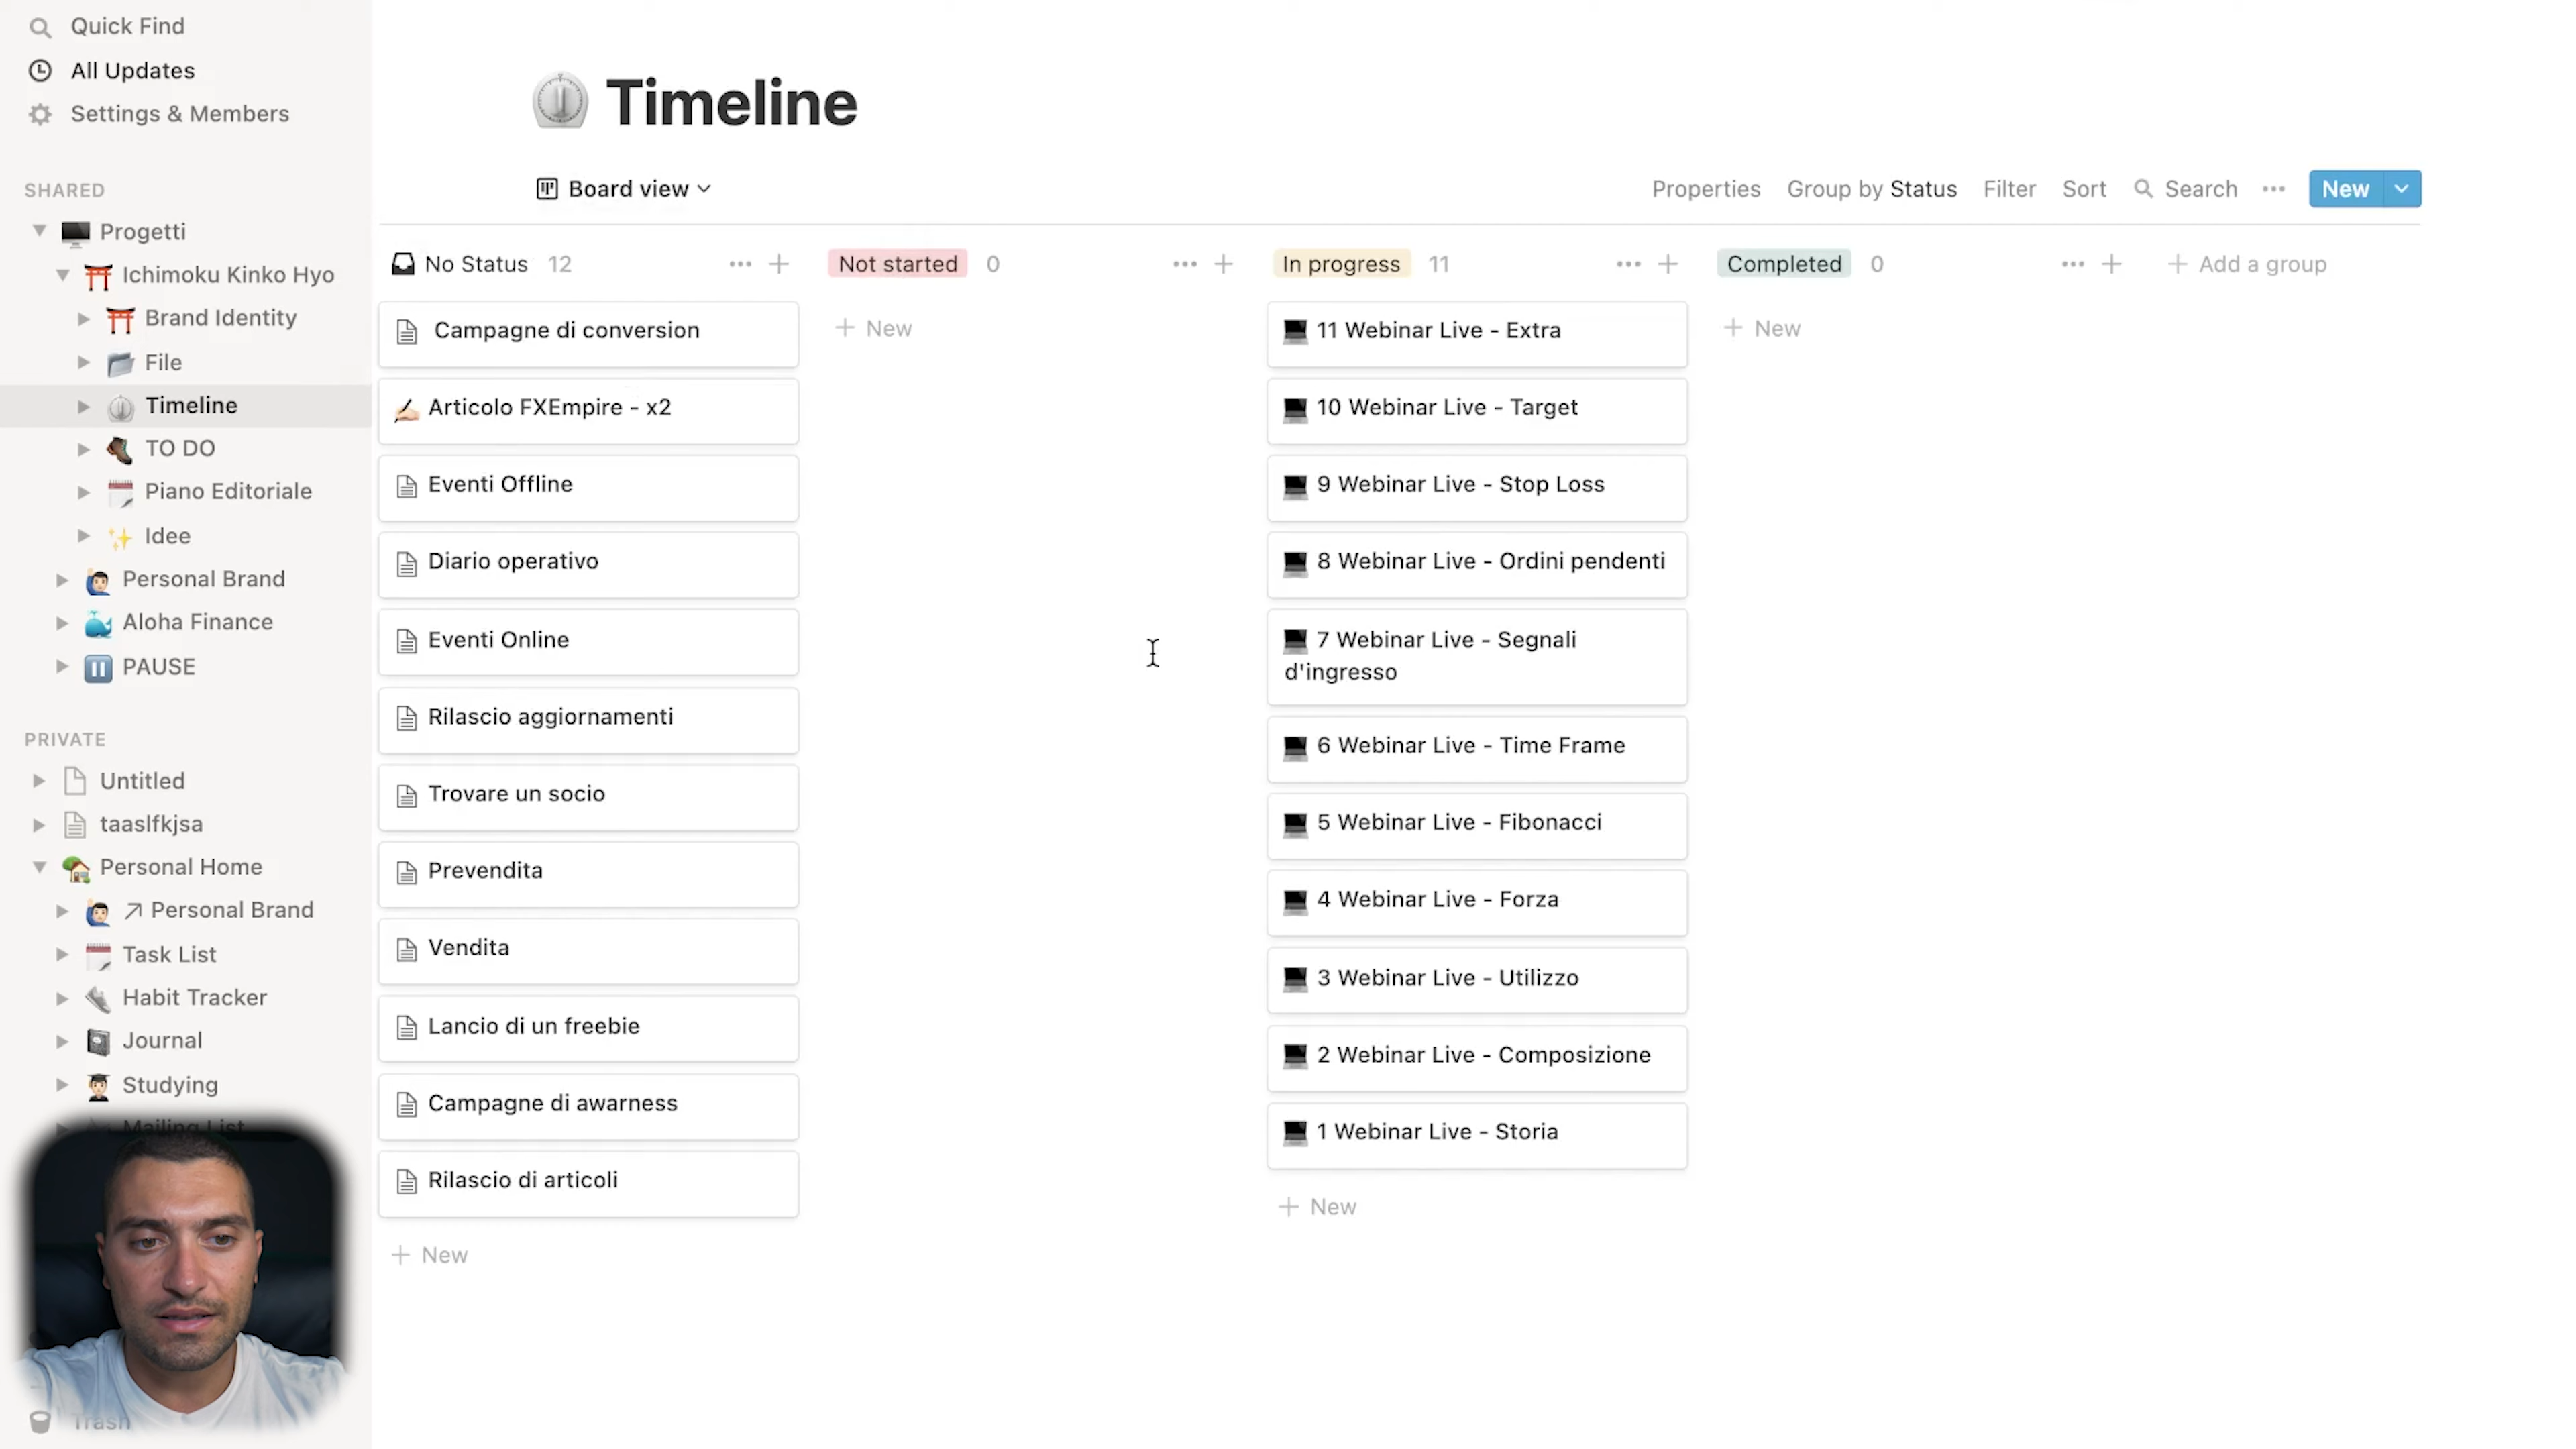 Quick Find
All Updates
Settings & Members
SHARED
Progetti
Ichimoku Kinko Hyo
Brand Identity
File
Timeline
TO DO
Piano Editoriale
Idee
Personal Brand
Aloha Finance
PAUSE
PRIVATE
Untitled
taaslfkjsa
Personal Home
Personal Brand
Task List
Habit Tracker
Journal
Studying
Mailing List
Trash
Timeline
Board view
Properties
Group by Status
Filter
Sort
Search
New
No Status 12
Campagne di conversion
Articolo FXEmpire - x2
Eventi Offline
Diario operativo
Eventi Online
Rilascio aggiornamenti
Trovare un socio
Prevendita
Vendita
Lancio di un freebie
Campagne di awarness
Rilascio di articoli
New
Not started 0
New
In progress 11
11 Webinar Live - Extra
10 Webinar Live - Target
9 Webinar Live - Stop Loss
8 Webinar Live - Ordini pendenti
7 Webinar Live - Segnali
d'ingresso
6 Webinar Live - Time Frame
5 Webinar Live - Fibonacci
4 Webinar Live - Forza
3 Webinar Live - Utilizzo
2 Webinar Live - Composizione
1 Webinar Live - Storia
New
Completed 0
New
Add a group